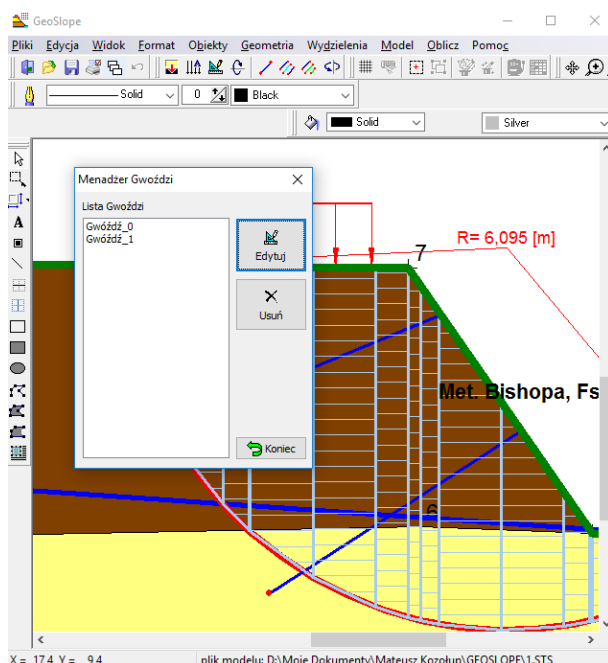 GeoSlope
Pliki Edycja Widok Format Obiekty Geometria Wydzielenia Model Oblicz Pomoc
Solid 0 Black
Solid Silver
Menadżer Gwoździ
Lista Gwoździ
Gwóźdź_0
Gwóźdź_1
Edytuj
Usuń
Koniec
7
R= 6,095 [m]
Met. Bishopa, Fs
6
A
X = 17.4 Y = 9.4 plik modelu: D:\Moje Dokumenty\Mateusz Kozołup\GEOSLOPE\1.STS